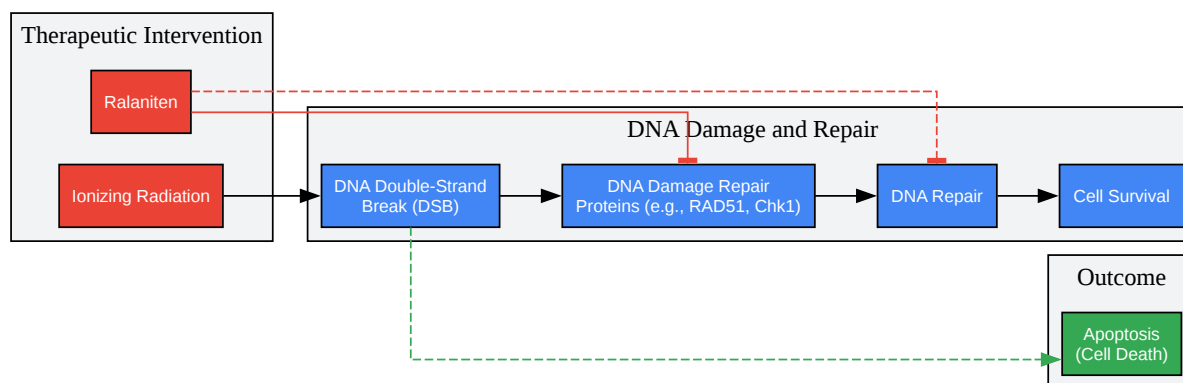 Therapeutic Intervention
Ralaniten
Ionizing Radiation
DNA Damage and Repair
DNA Double-Strand
Break (DSB)
DNA Damage Repair
Proteins (e.g., RAD51, Chk1)
DNA Repair
Cell Survival
Outcome
Apoptosis
(Cell Death)